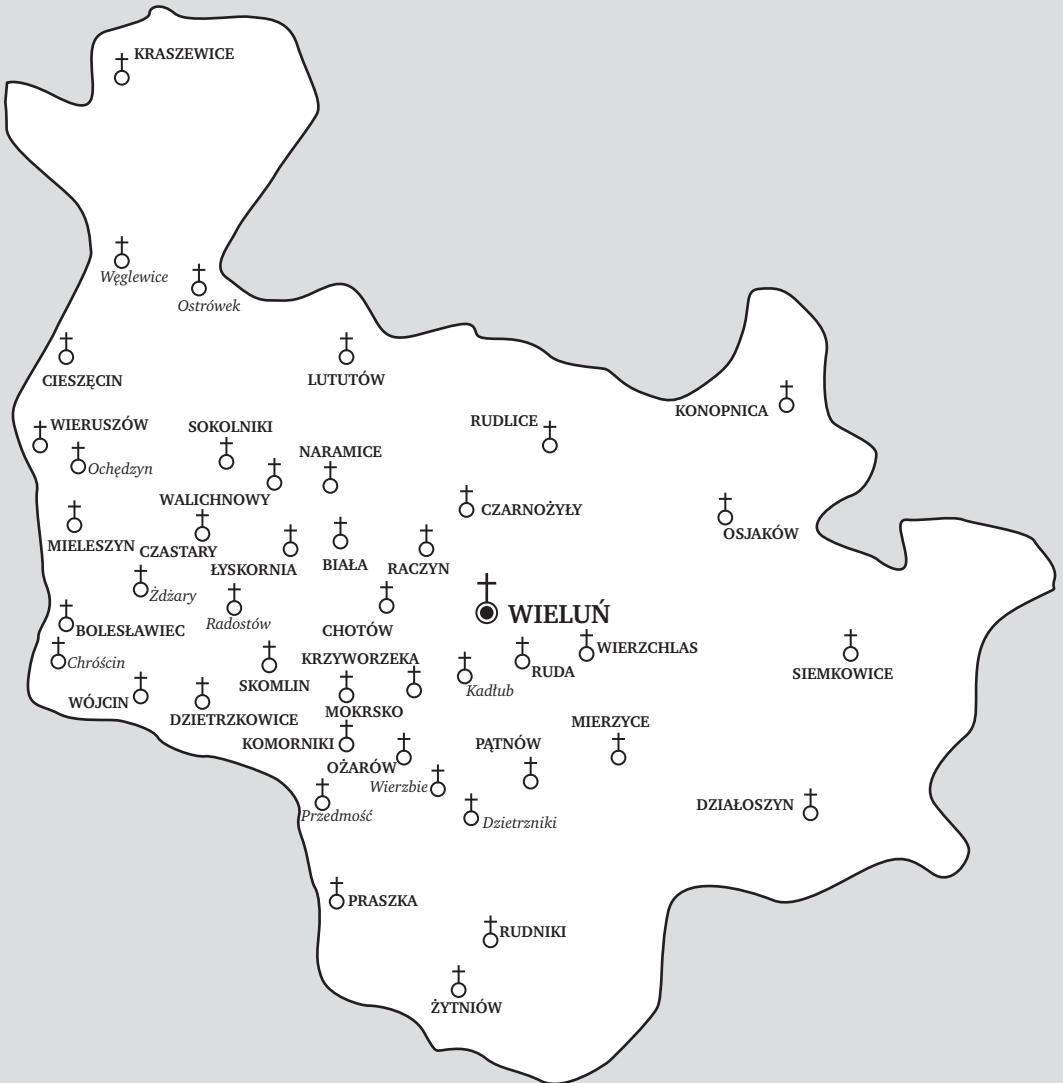 KRASZEWICE
Węglewice
Ostrówek
CIESZĘCIN
LUTUTÓW
KONOPNICA
RUDLICE
WIERUSZÓW
SOKOLNIKI
NARAMICE
Ochędzyn
WALICHNOWY
CZARNOŻYŁY
OSJAKÓW
MIELESZYN
CZASTARY
ŁYSKORNIA
BIAŁA
RACZYN
Żdżary
Radostów
WIELUŃ
BOLESŁAWIEC
CHOTÓW
WIERZCHLAS
Chróścin
KRZYWORZEKA
RUDA
SIEMKOWICE
SKOMLIN
Kadłub
WÓJCIN
DZIETRZKOWICE
MOKRSKO
MIERZYCE
KOMORNIKI
PĄTNÓW
OŻARÓW
Wierzbie
DZIAŁOSZYN
Przedmość
Dzietrzniki
PRASZKA
RUDNIKI
ŻYTNIÓW